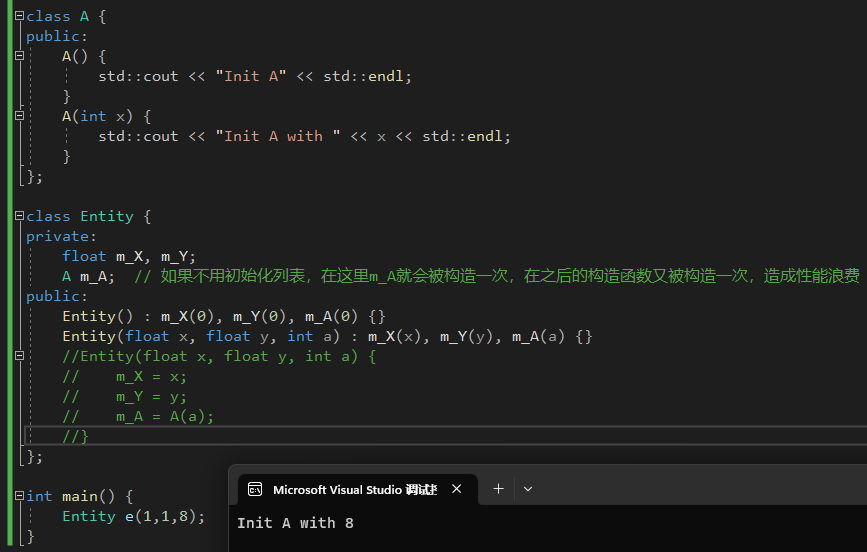 class A {
public:
    A() {
        std::cout << "Init A" << std::endl;
    }
    A(int x) {
        std::cout << "Init A with " << x << std::endl;
    }
};
class Entity {
private:
    float m_X, m_Y;
    A m_A;  // 如果不用初始化列表，在这里m_A就会被构造一次，在之后的构造函数又被构造一次，造成性能浪费
public:
    Entity() : m_X(0), m_Y(0), m_A(0) {}
    Entity(float x, float y, int a) : m_X(x), m_Y(y), m_A(a) {}
    //Entity(float x, float y, int a) {
    //    m_X = x;
    //    m_Y = y;
    //    m_A = A(a);
    //}
};
int main() {
    Entity e(1,1,8);
}
Microsoft Visual Studio 调试
Init A with 8